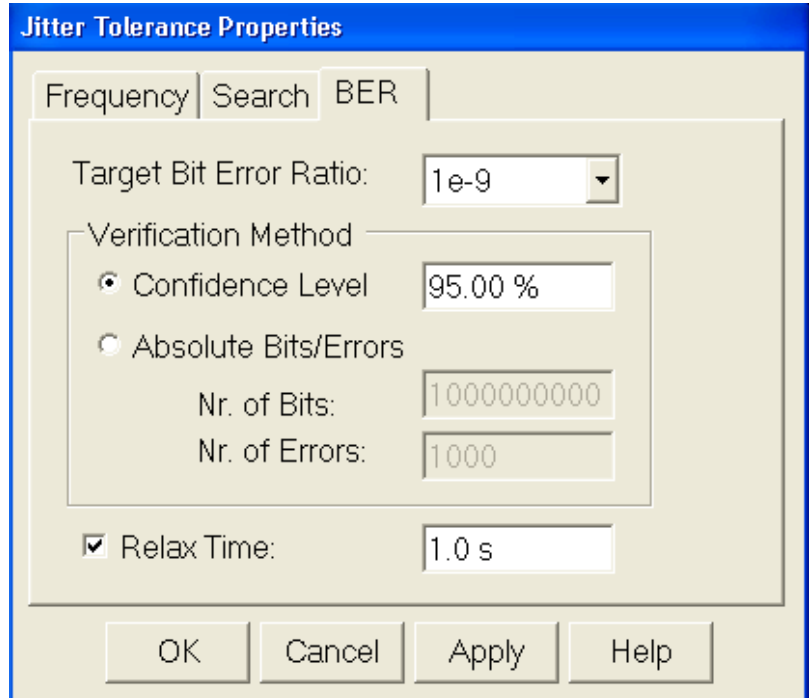 Jitter Tolerance Properties
Frequency Search BER
Target Bit Error Ratio: 1e-9
Verification Method
Confidence Level 95.00 %
Absolute Bits/Errors
Nr. of Bits: 1000000000
Nr. of Errors: 1000
Relax Time: 1.0 s
OK Cancel Apply Help